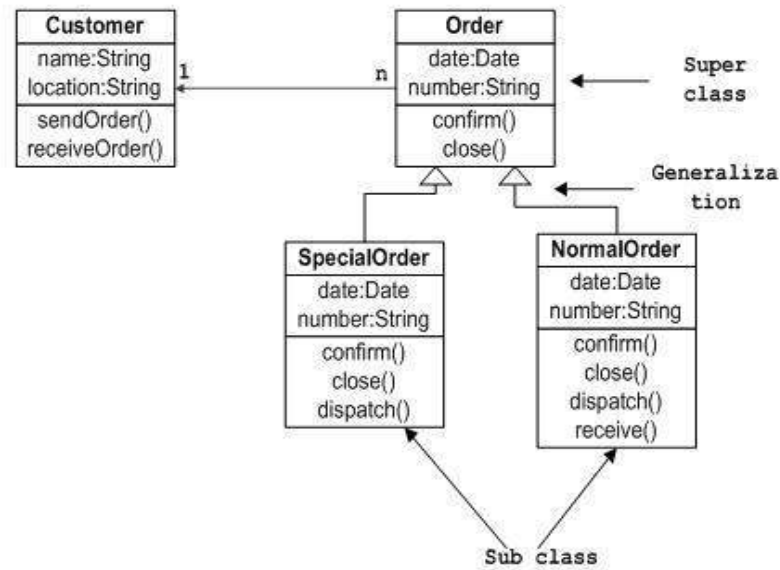 Customer
name:String
location:String
sendOrder()
receiveOrder()
1
n
Order
date:Date
number:String
confirm()
close()
Super
class
Generaliza
tion
SpecialOrder
date:Date
number:String
confirm()
close()
dispatch()
NormalOrder
date:Date
number:String
confirm()
close()
dispatch()
receive()
Sub class